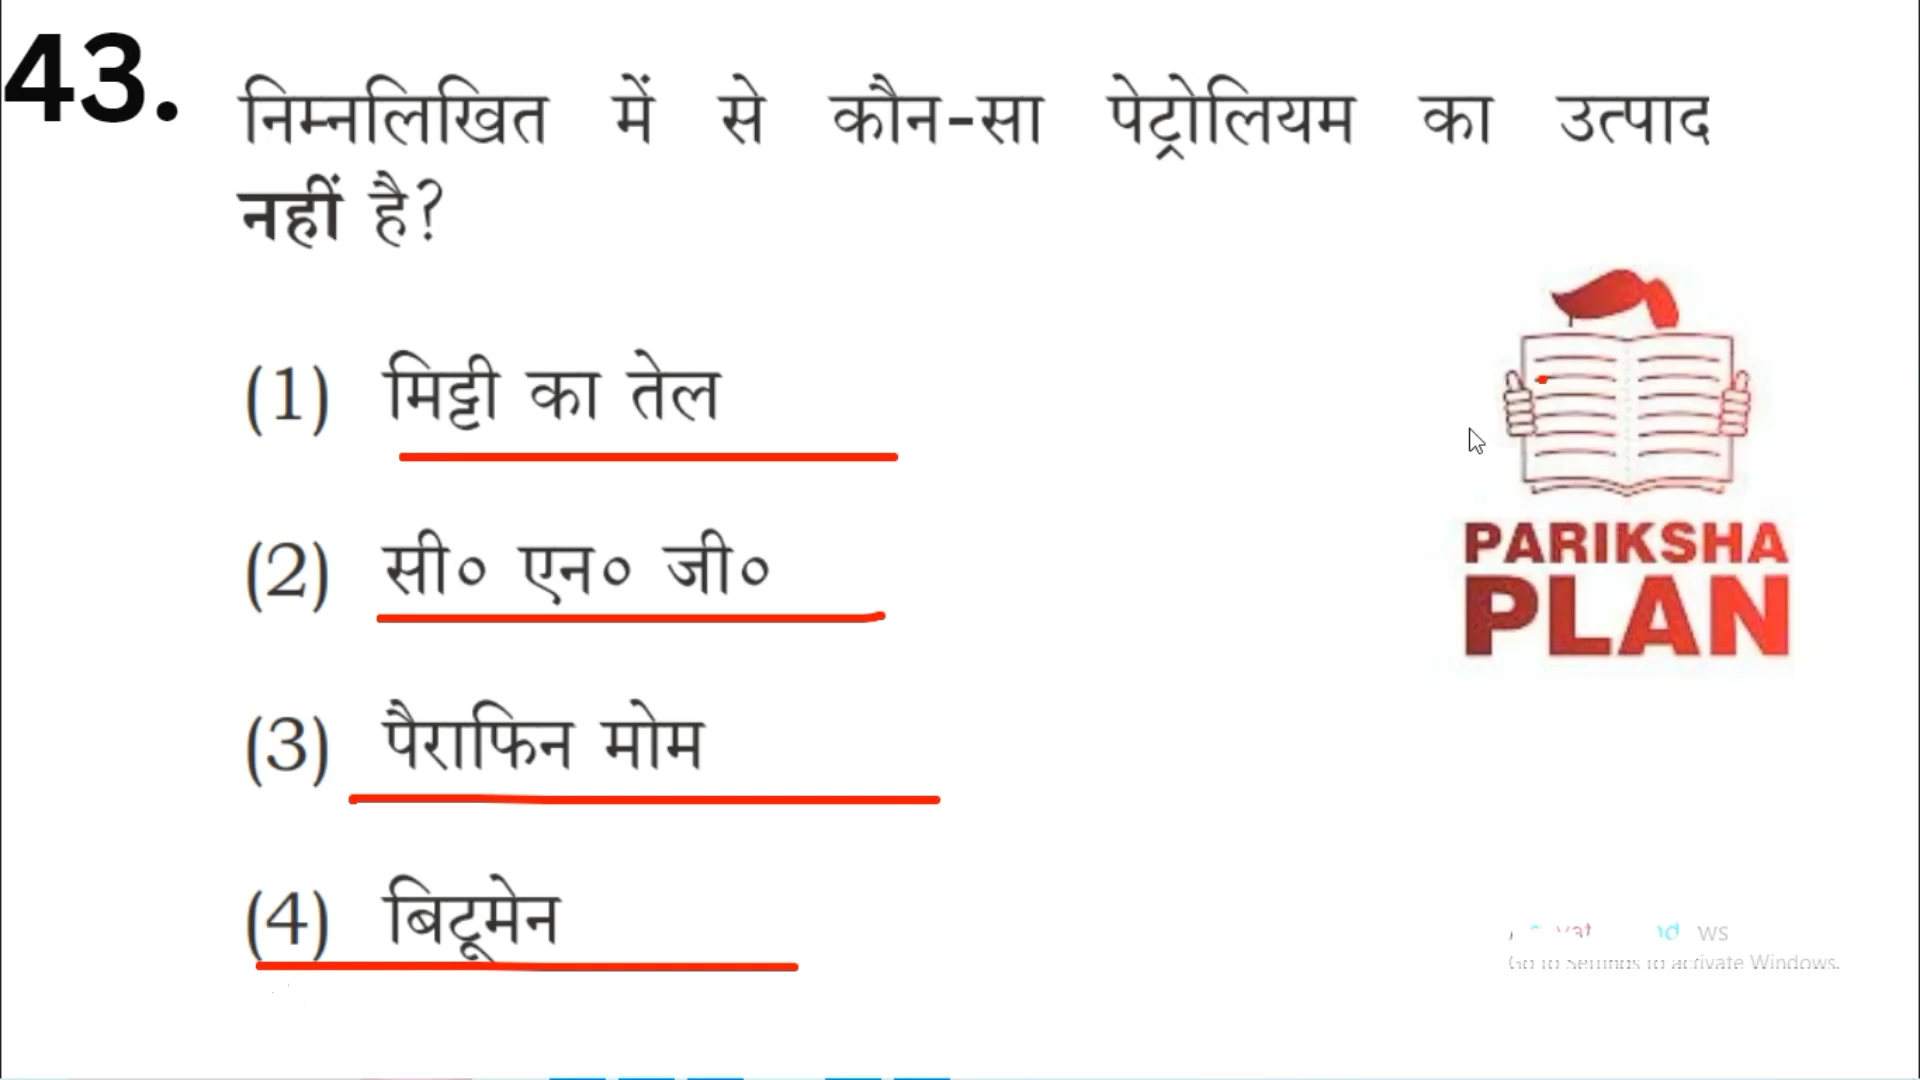 43.
निम्नलिखित में से कौन-सा पेट्रोलियम का उत्पाद
नहीं है?
(1) मिट्टी का तेल
(2) सी० एन० जी०
(3) पैराफिन मोम
(4) बिटूमेन
PARIKSHA
PLAN
ws
Go to Settings to activate Windows.